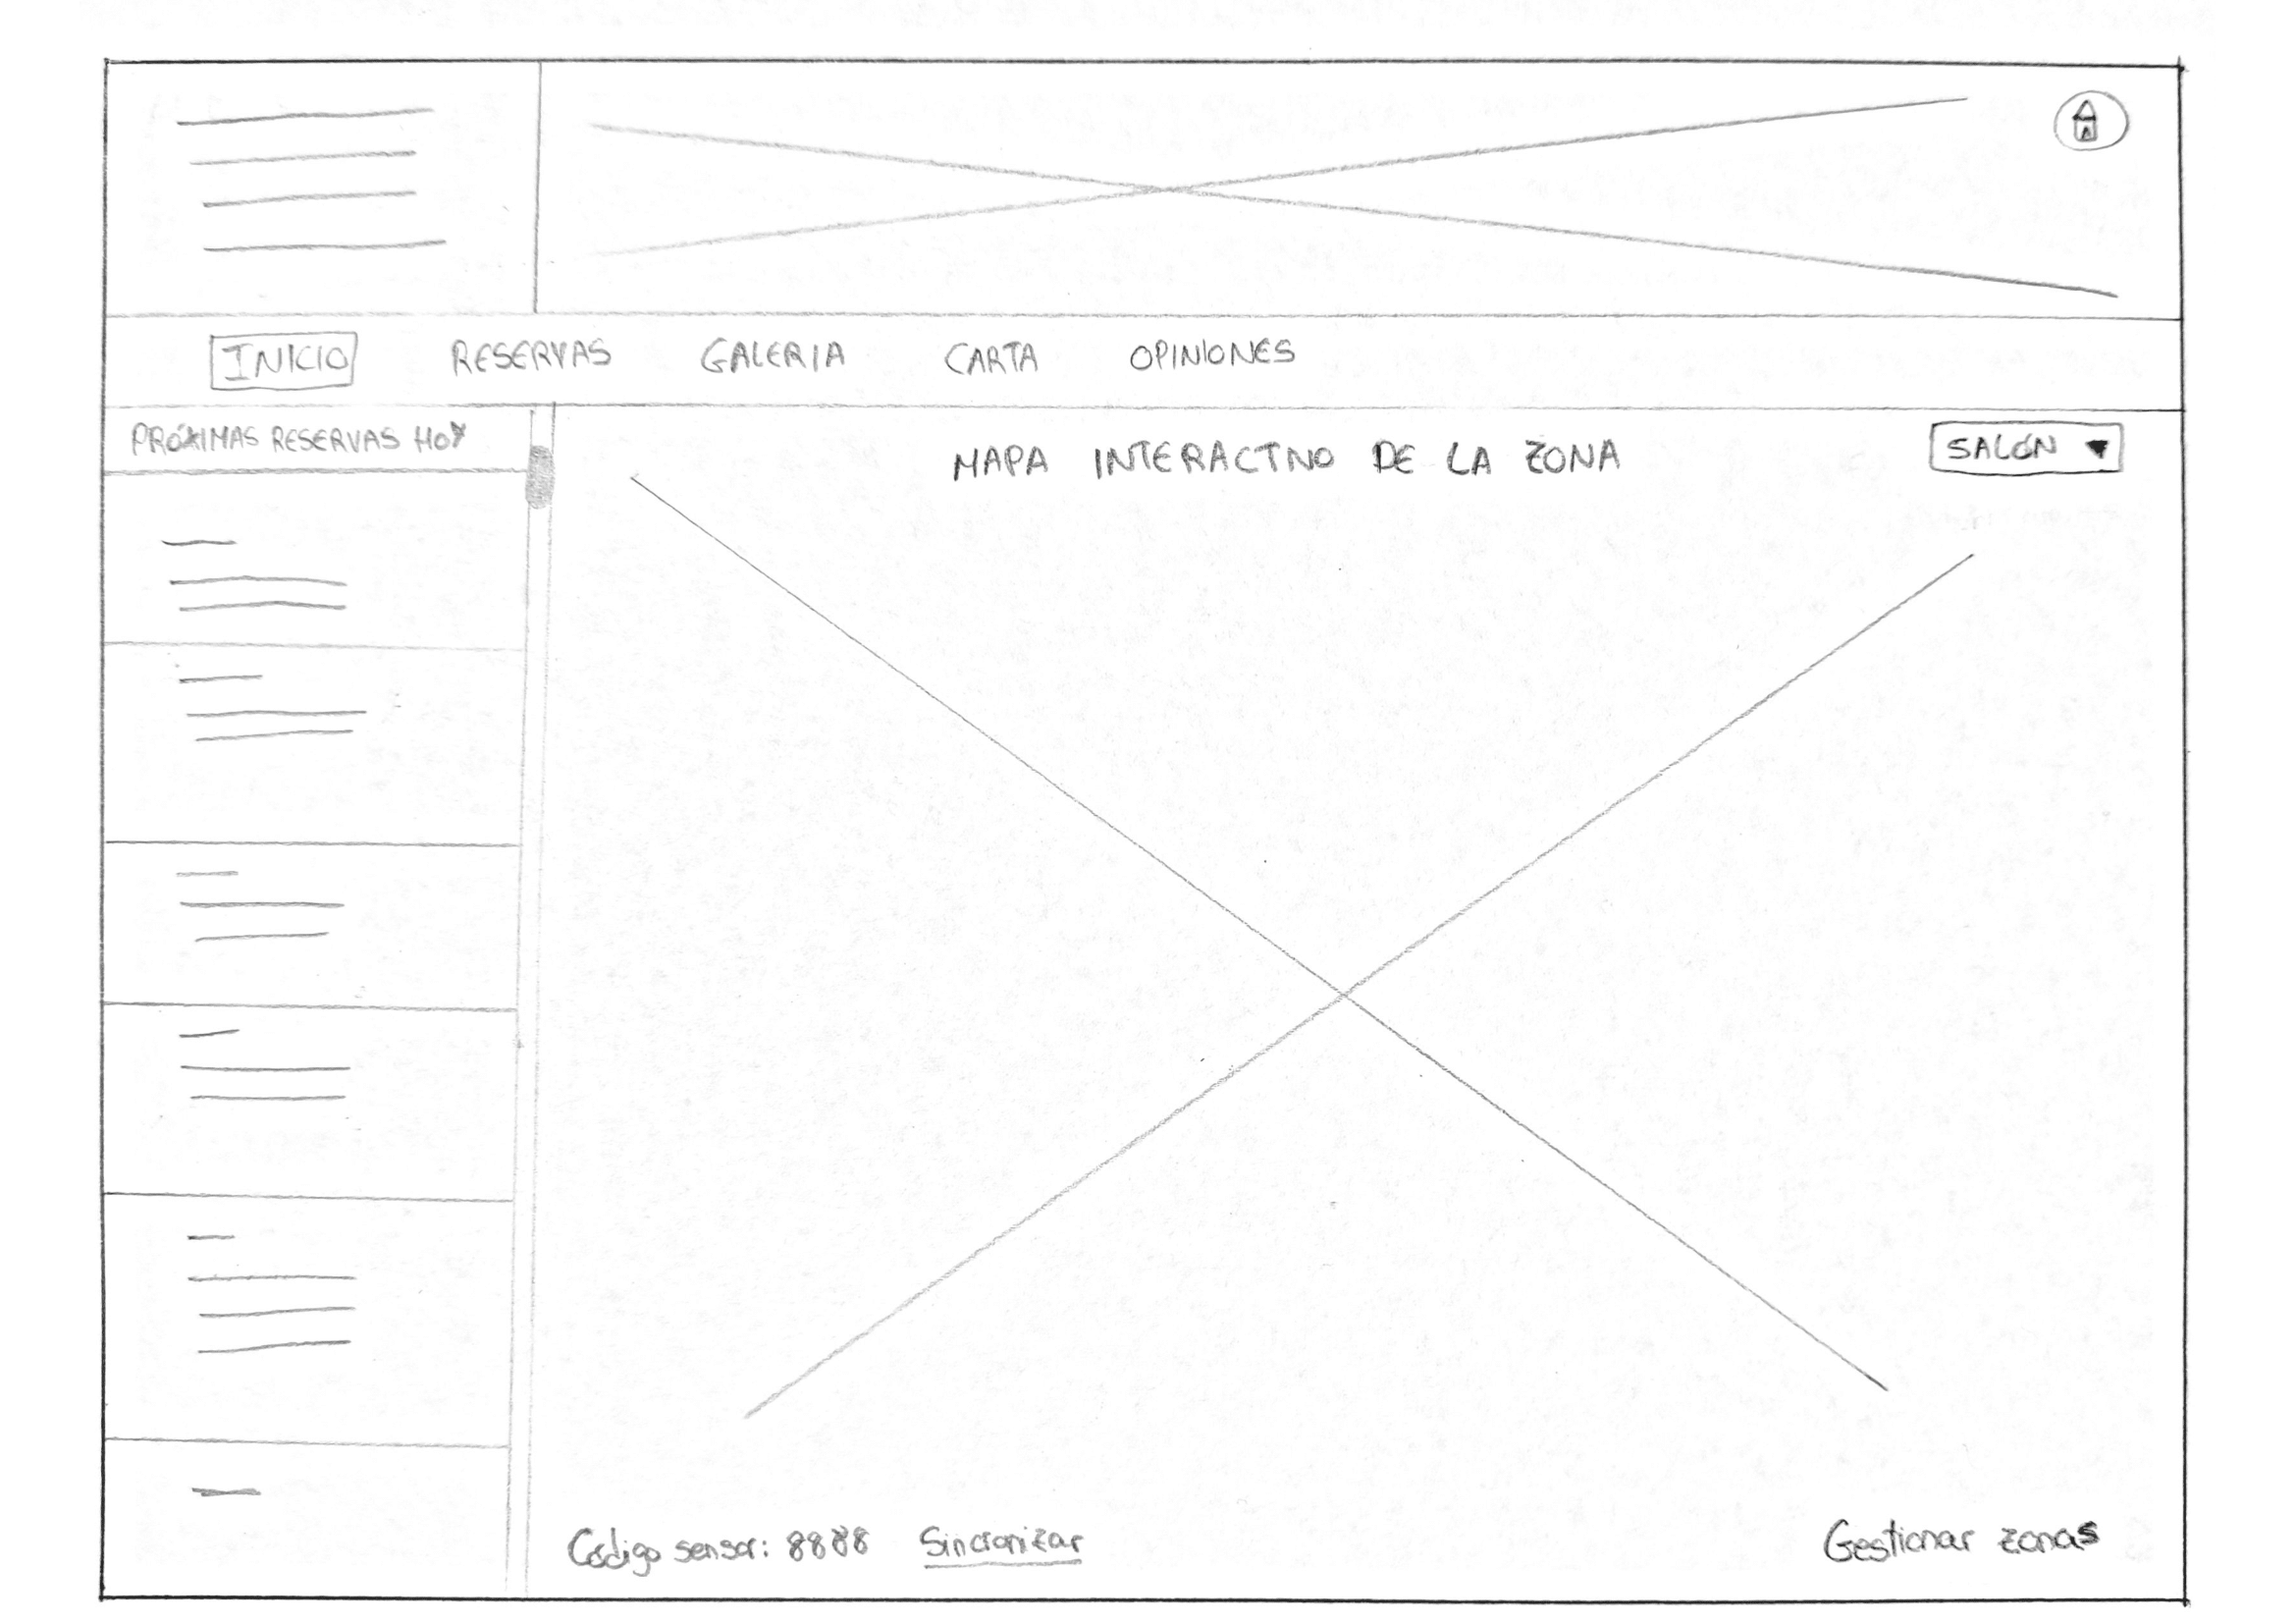 INICIO RESERVAS GALERIA CARTA OPINIONES
PRÓXIMAS RESERVAS HOY
MAPA INTERACTIVO DE LA ZONA
SALÓN
Código sensor: 8888 Sincronizar
Gestionar zonas